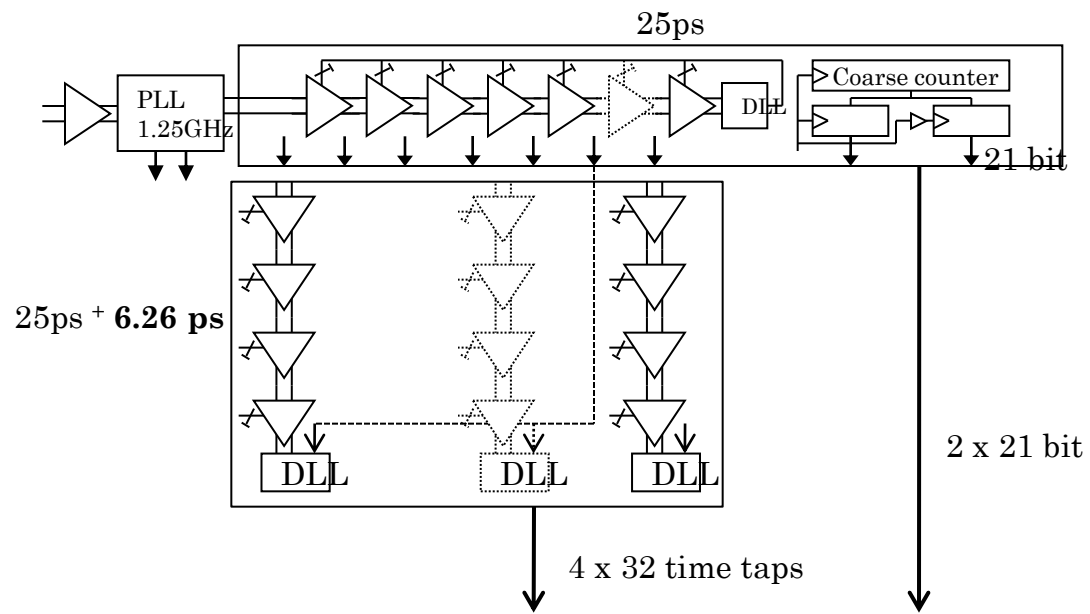 25ps
PLL
1.25GHz
DLL
Coarse counter
21 bit
25ps + 6.26 ps
DLL
DLL
DLL
2 x 21 bit
4 x 32 time taps